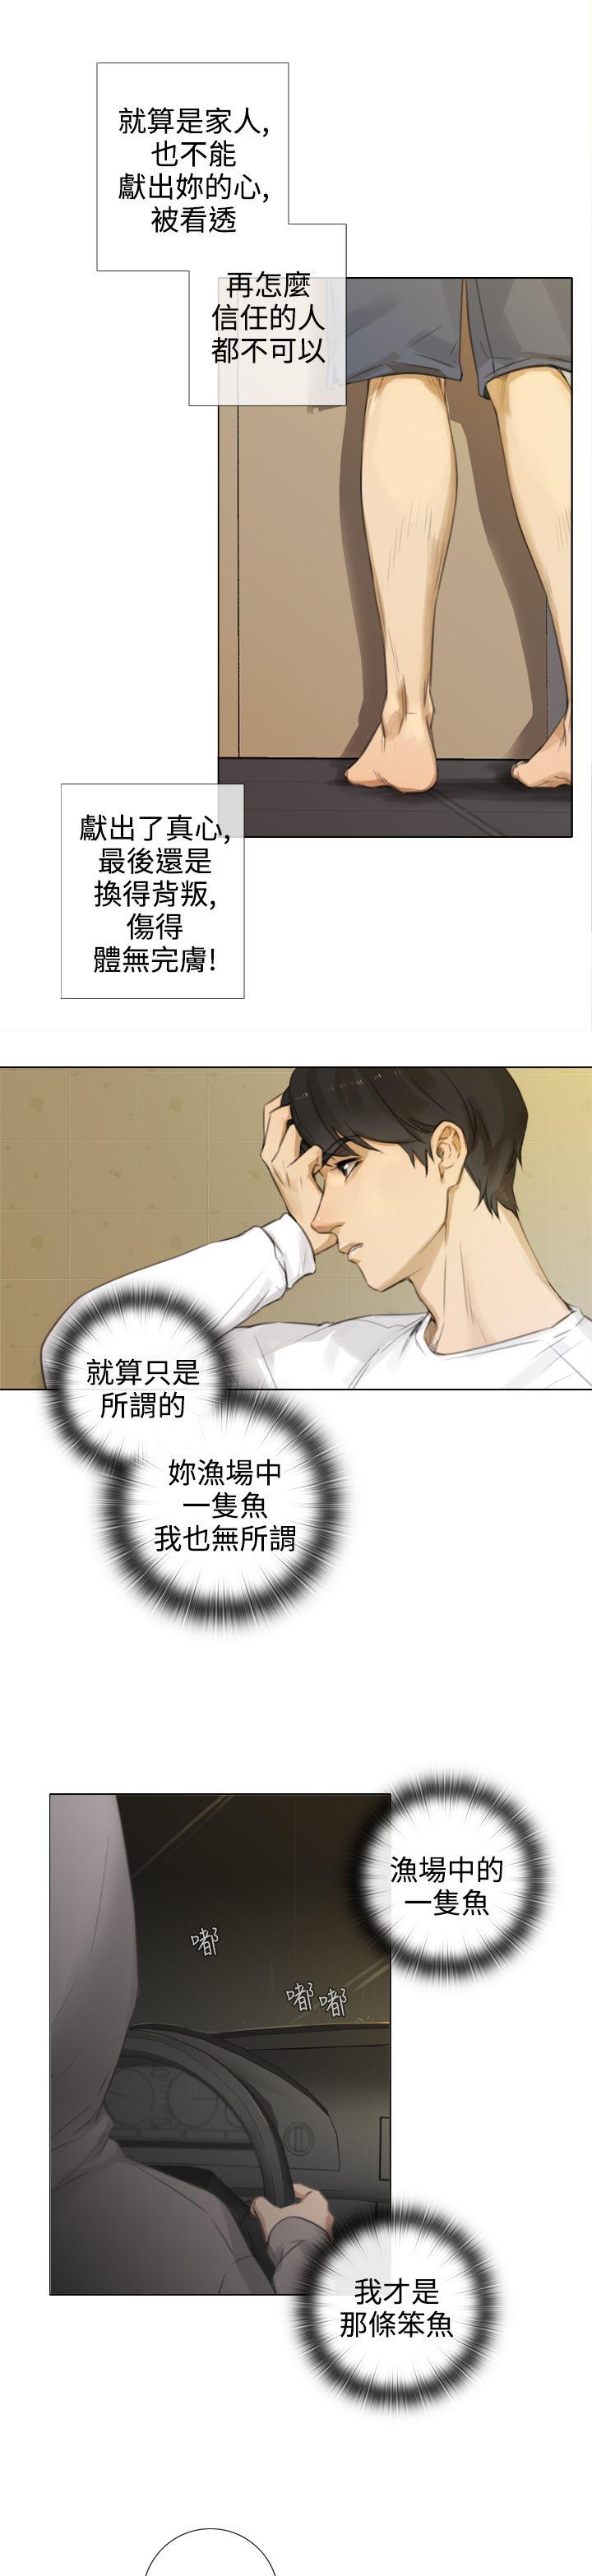 就算是家人,
也不能
獻出妳的心,
被看透
再怎麼
信任的人
都不可以
獻出了真心,
最後還是
換得背叛,
傷得
體無完膚!
就算只是
所謂的
妳漁場中
一隻魚
我也無所謂
漁場中的
一隻魚
嘟
嘟嘟
我才是
那條笨魚